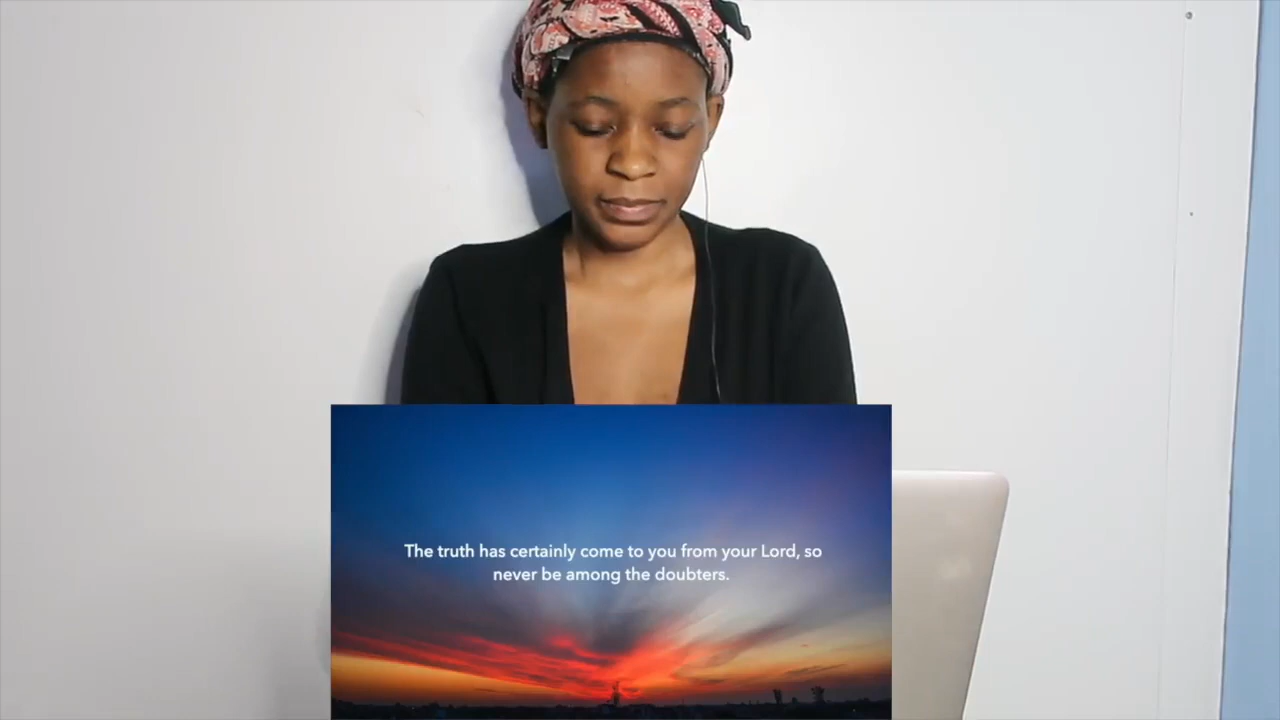 The truth has certainly come to you from your Lord, so
never be among the doubters.